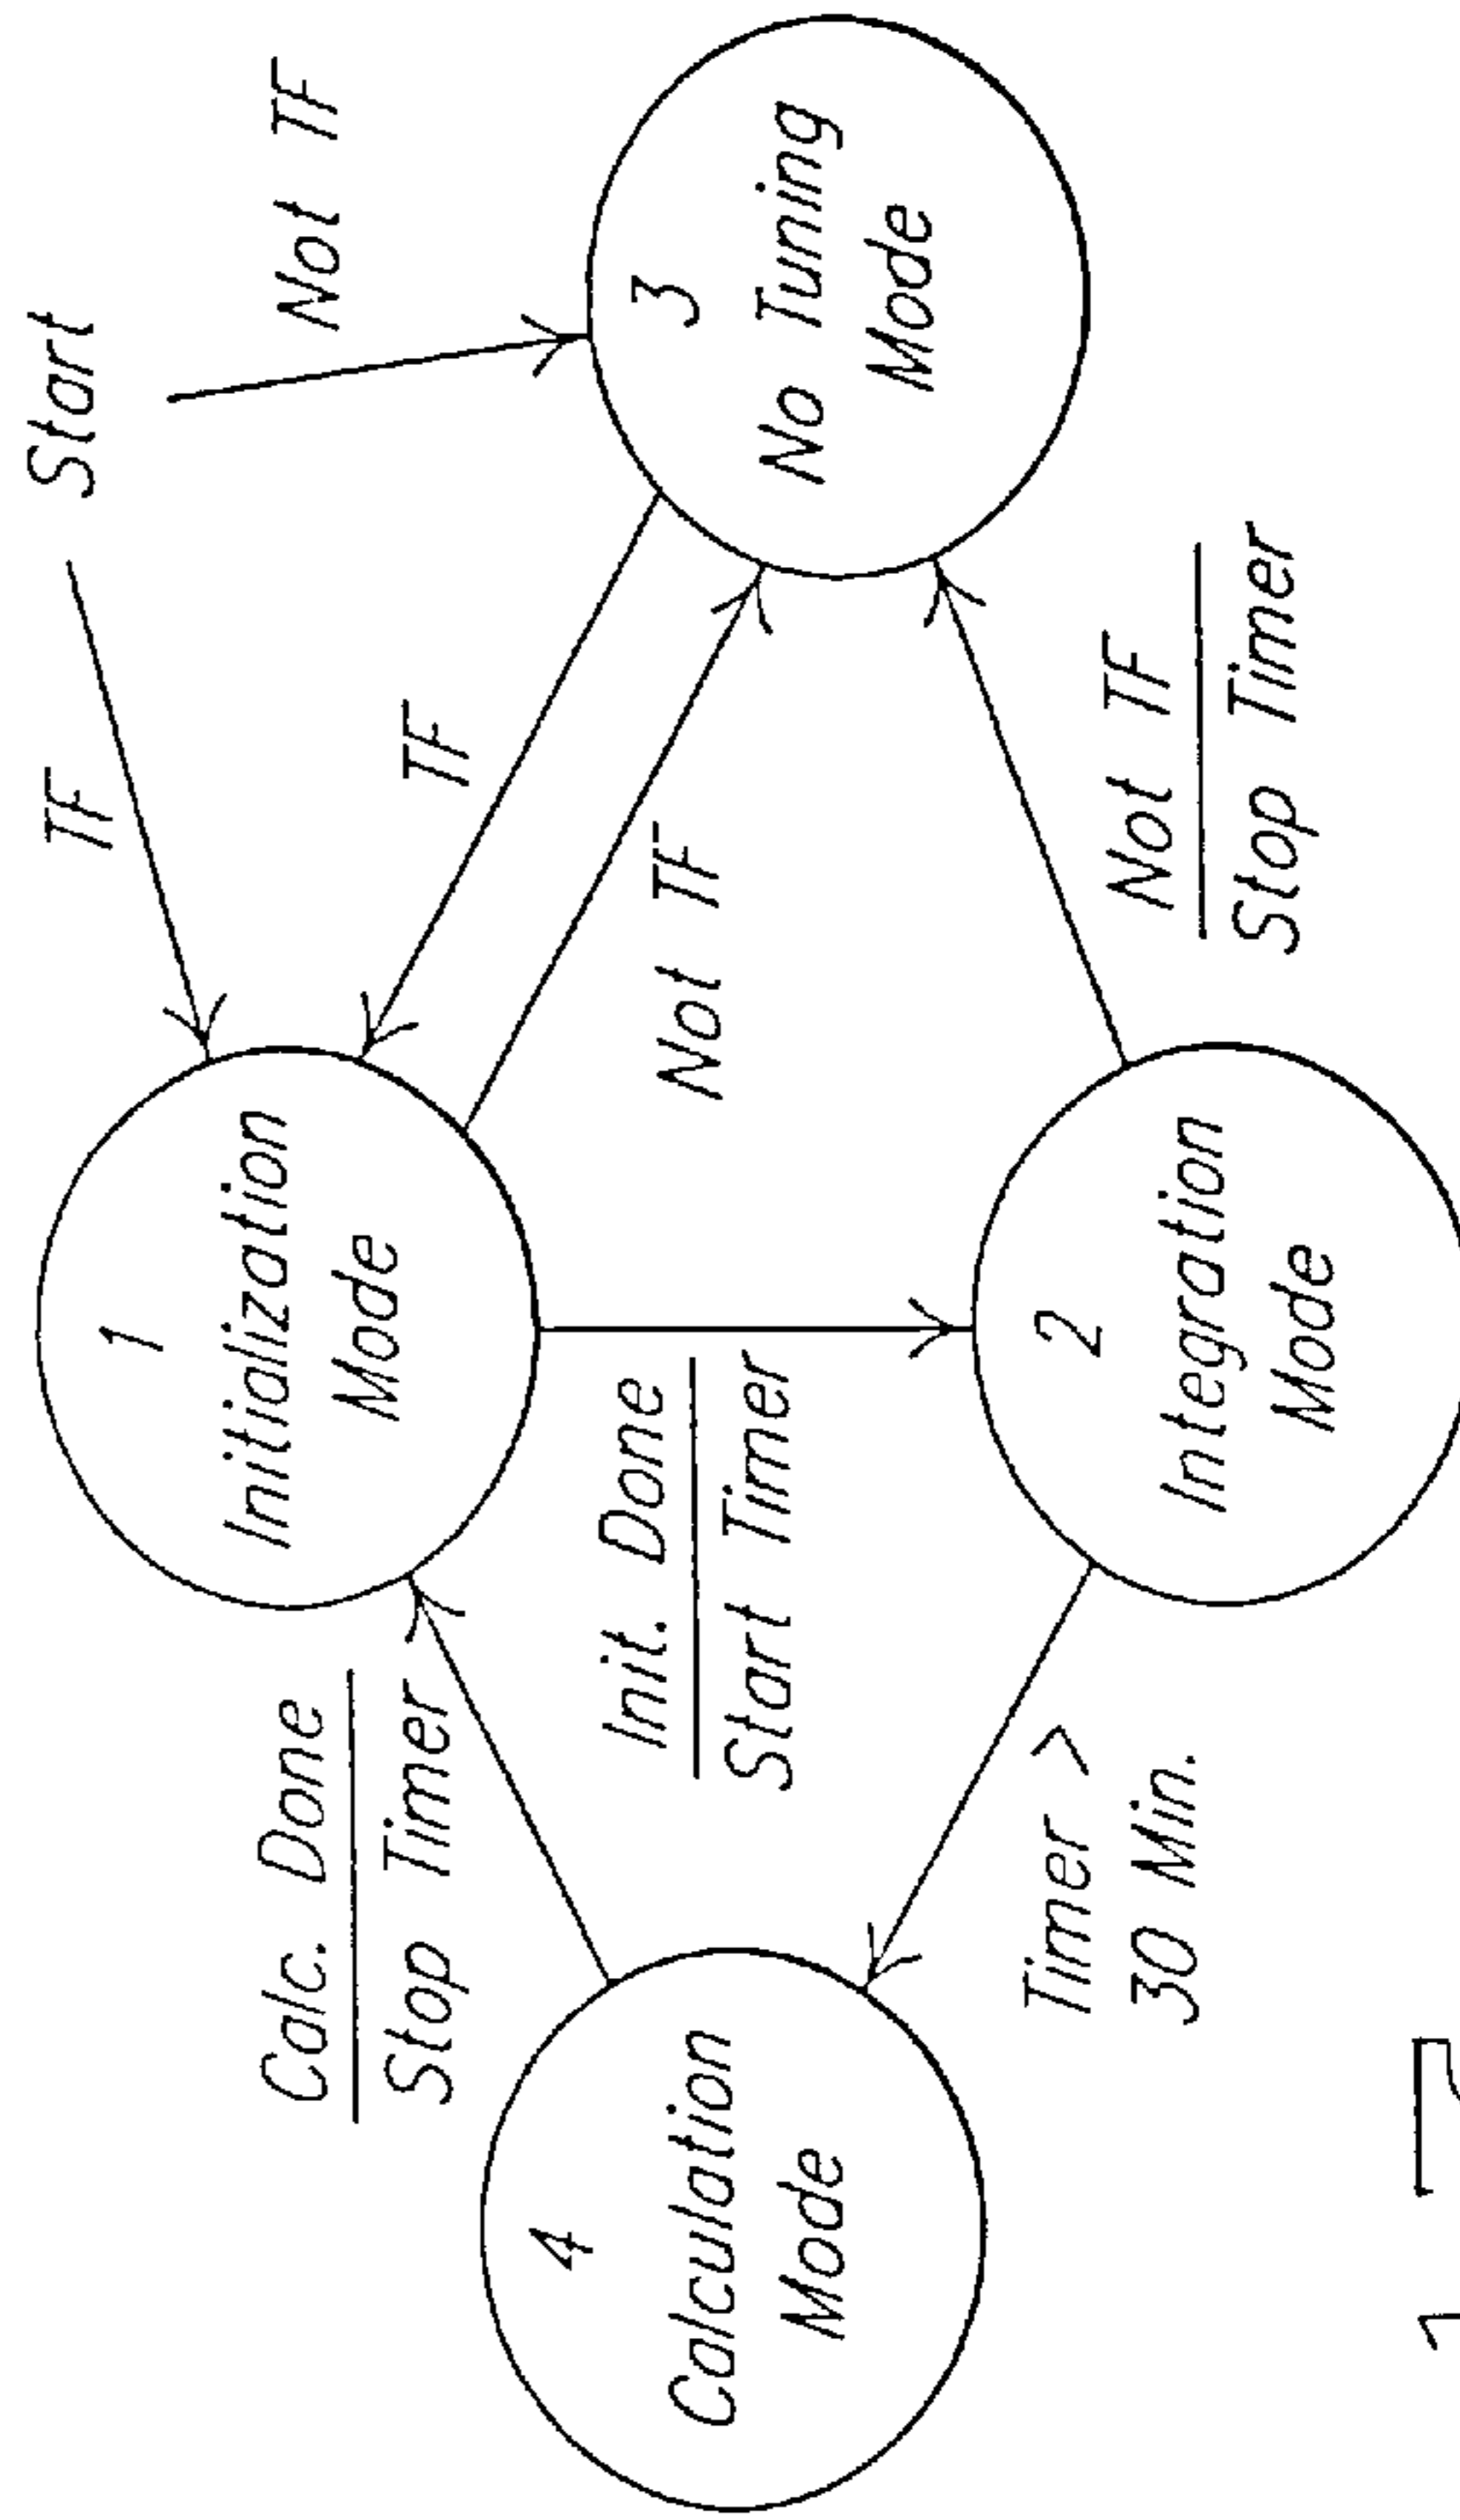 Start
TF
Not TF
1
Initialization
Mode
TF
Not TF
3
No Tuning
Mode
Calc. Done
Stop Timer
Init. Done
Start Timer
4
Calculation
Mode
Timer >
30 Min.
2
Integration
Mode
Not TF
Stop Timer